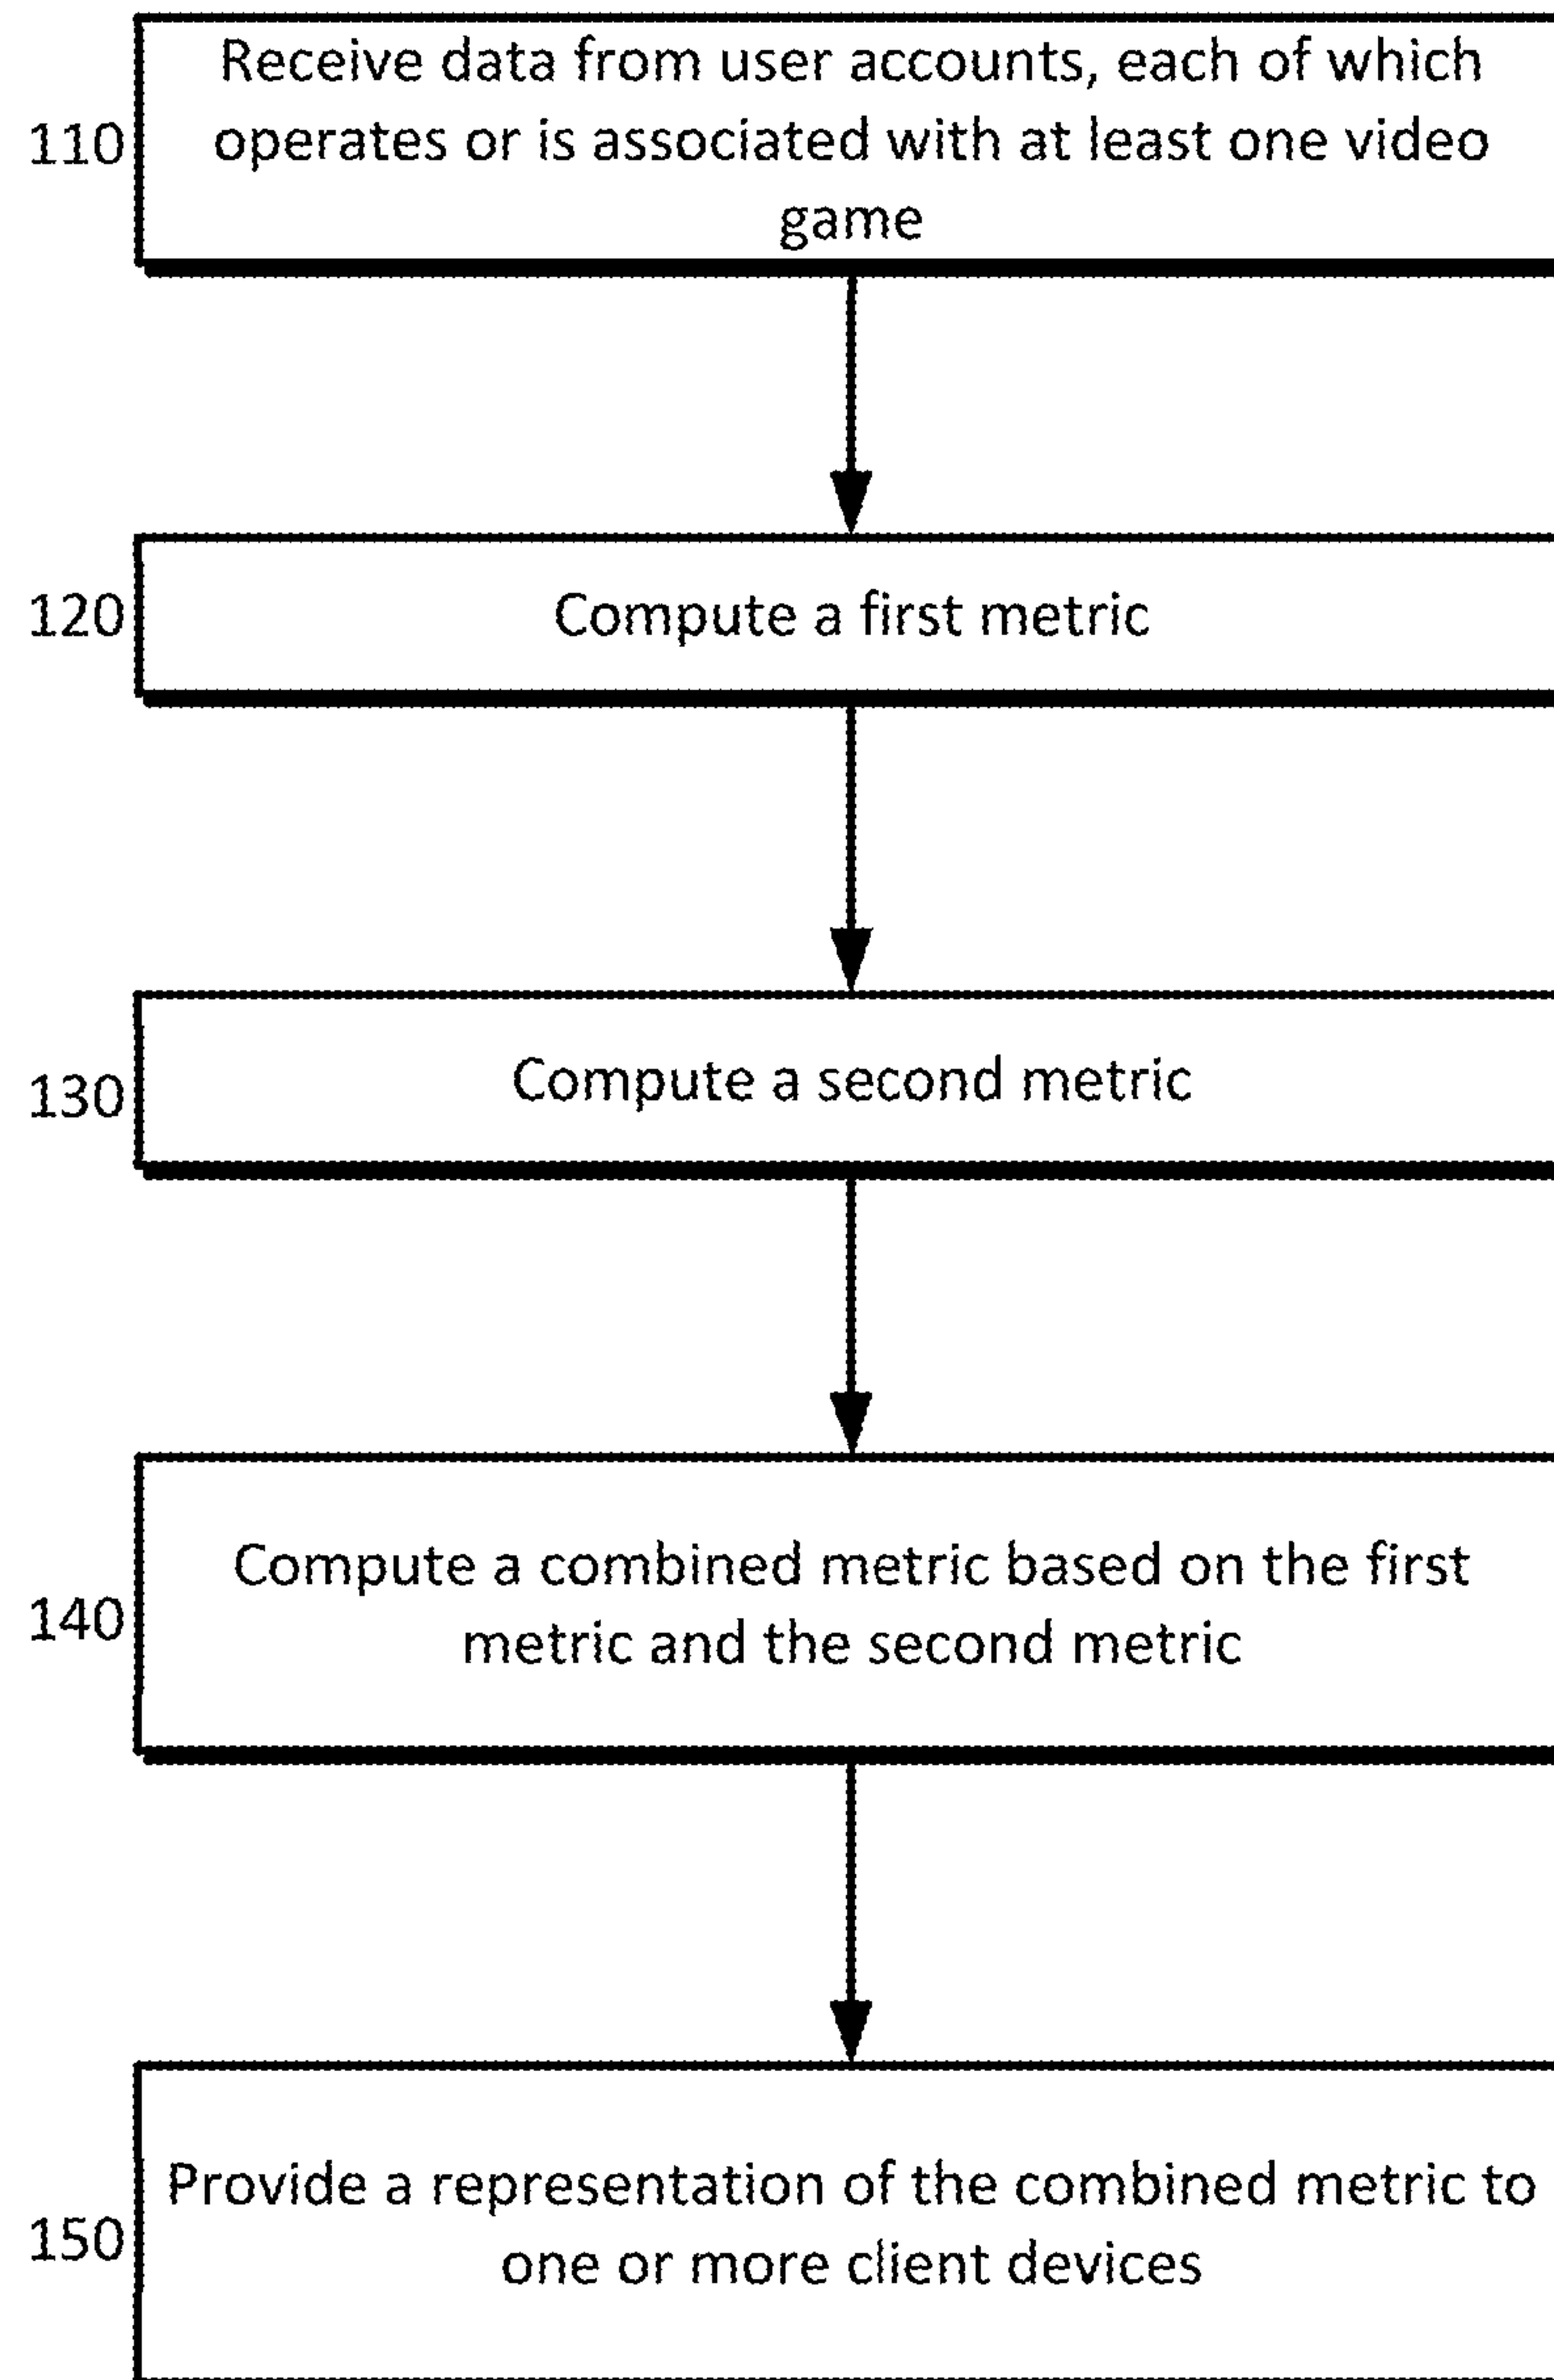 Receive data from user accounts, each of which
110 operates or is associated with at least one video
game
120 Compute a first metric
130 Compute a second metric
Compute a combined metric based on the first
140 metric and the second metric
Provide a representation of the combined metric to
150 one or more client devices